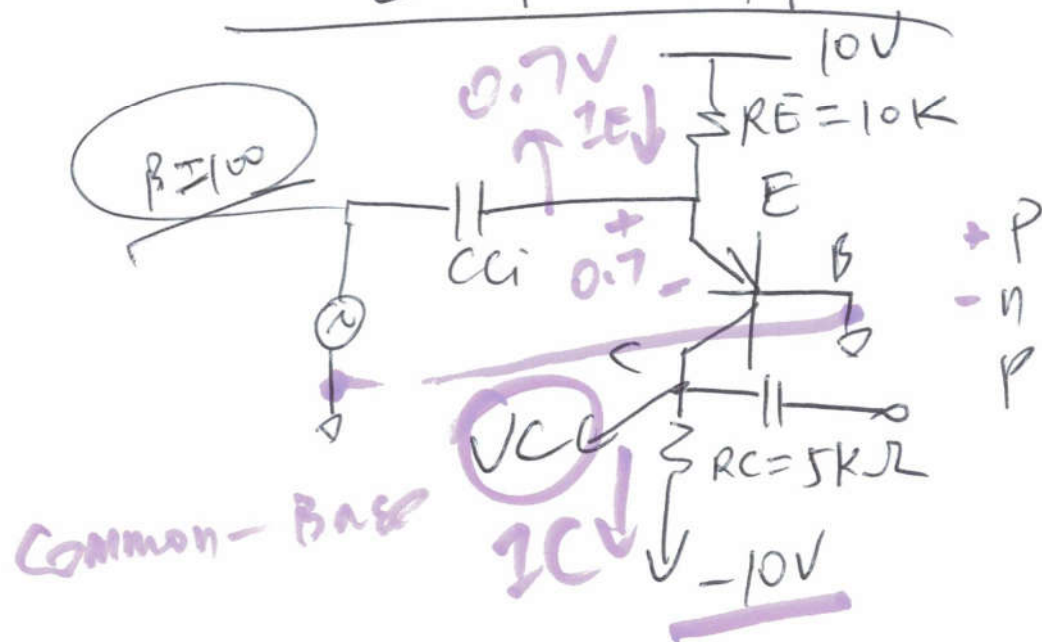 10V
0.7V
IE
RE=10K
β=100
E
+
B
+ P
CCi
0.7 -
- n
C
P
VCC
RC=5KΩ
Common-Base
IC
-10V